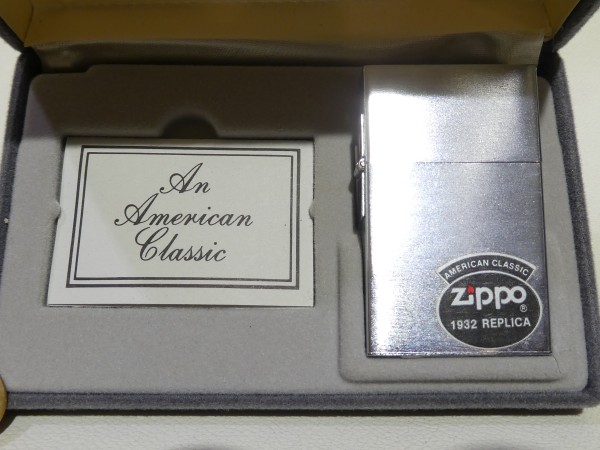 An
American
Classic
AMERICAN CLASSIC
Zippo®
1932 REPLICA